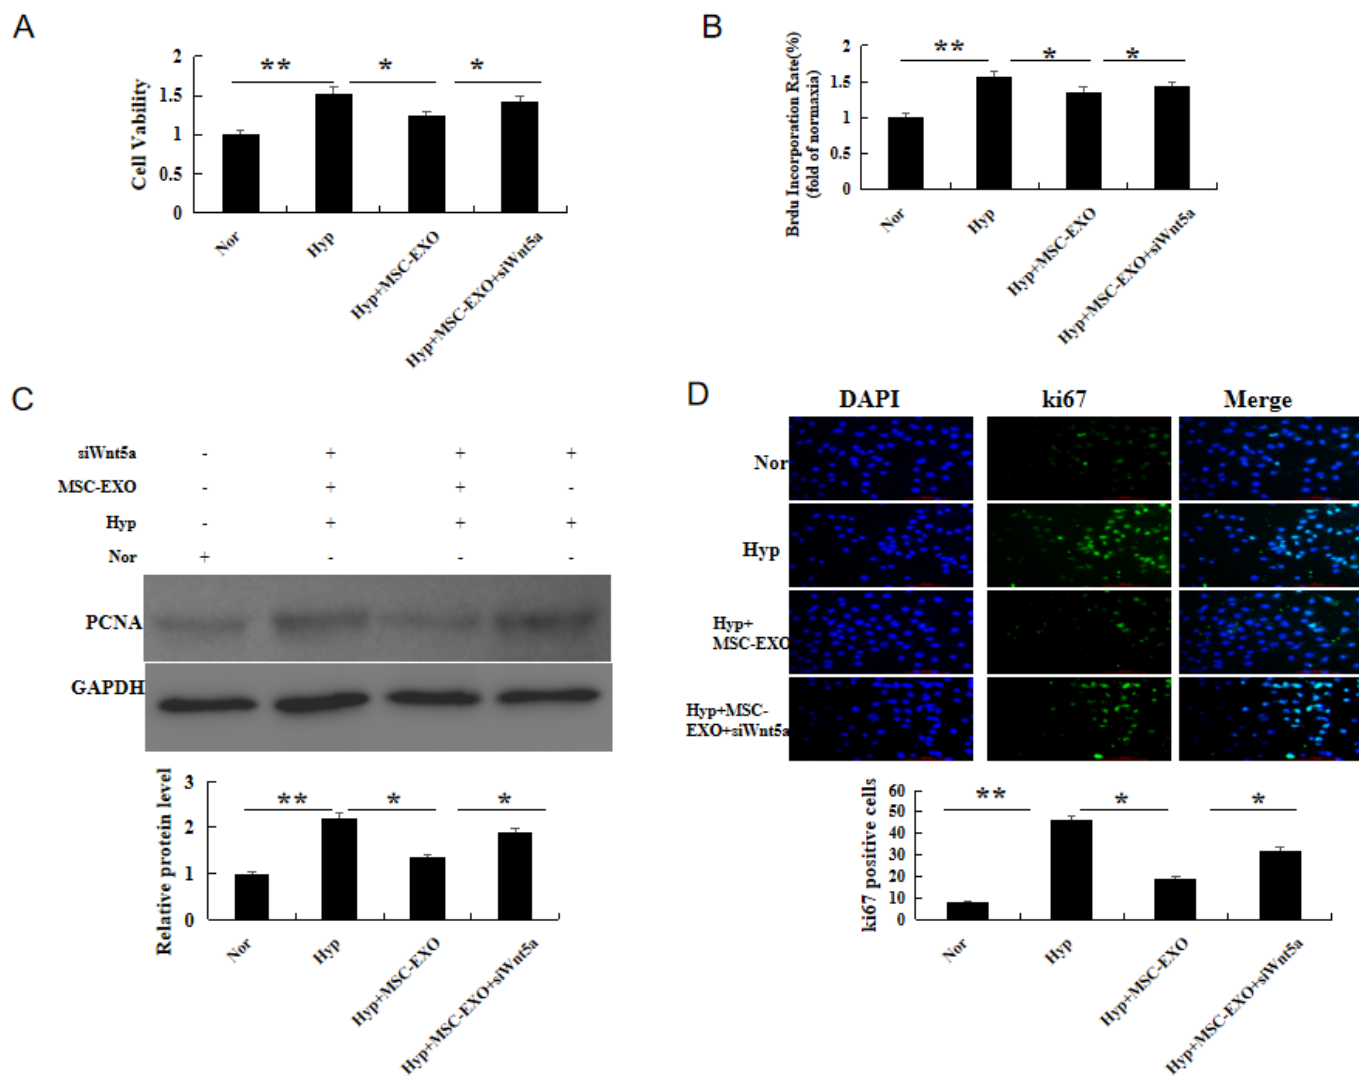 A
2
1.5
1
0.5
0
Cell Vability
** * *
Nor
Hyp
Hyp+MSC-EXO
Hyp+MSC-EXO+siWnt5a
B
2
1.5
1
0.5
0
Brdu Incorporation Rate(%)
(fold of normaxia)
** * *
Nor
Hyp
Hyp+MSC-EXO
Hyp+MSC-EXO+siWnt5a
C
siWnt5a - + + +
MSC-EXO - + + -
Hyp - + + +
Nor + - - -
PCNA
GAPDH
3
2
1
0
Relative protein level
** * *
Nor
Hyp
Hyp+MSC-EXO
Hyp+MSC-EXO+siWnt5a
D
DAPI ki67 Merge
Nor
Hyp
Hyp+
MSC-EXO
Hyp+MSC-
EXO+siWnt5a
60
50
40
30
20
10
0
ki67 positive cells
** * *
Nor
Hyp
Hyp+MSC-EXO
Hyp+MSC-EXO+siWnt5a